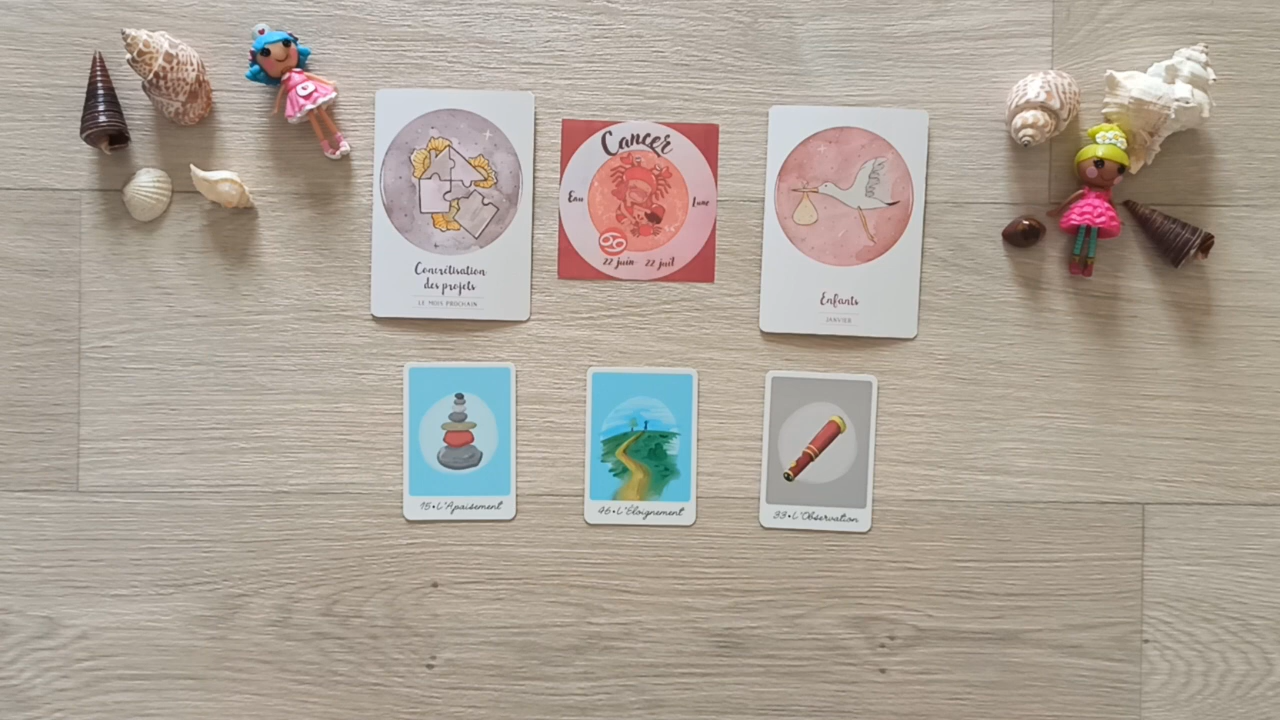 Concrétisation
des projets
LE MOIS PROCHAIN
Cancer
Eau
Lune
22 juin - 22 juil
Enfants
JANVIER
15•L'Apaisement
46•L'Éloignement
33•L'Observation